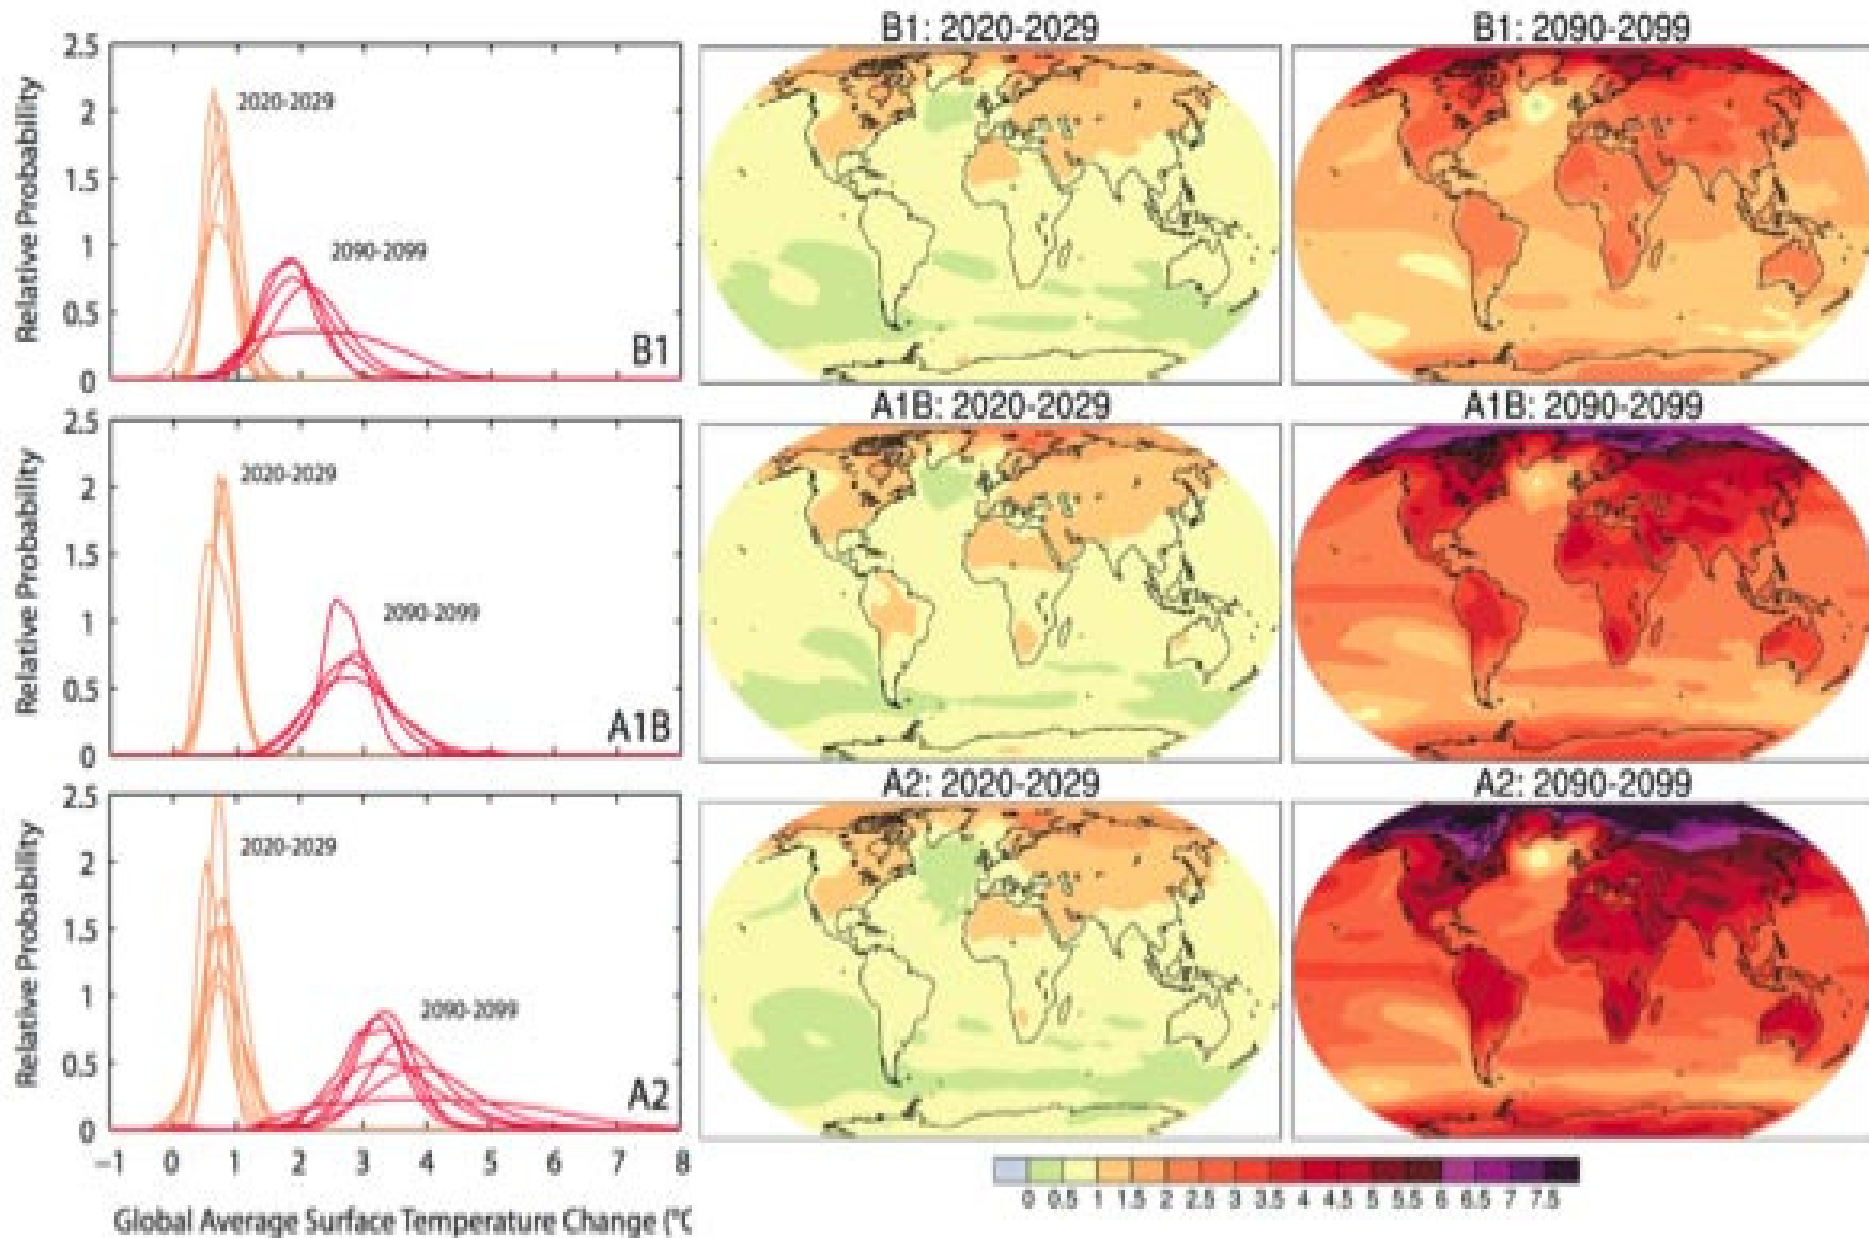 B1: 2020-2029
B1: 2090-2099
2.5
2
1.5
1
0.5
0
Relative Probability
2020-2029
2090-2099
B1
A1B: 2020-2029
A1B: 2090-2099
2.5
2
1.5
1
0.5
0
Relative Probability
2020-2029
2090-2099
A1B
A2: 2020-2029
A2: 2090-2099
2.5
2
1.5
1
0.5
0
Relative Probability
2020-2029
2090-2099
A2
−1 0 1 2 3 4 5 6 7 8
Global Average Surface Temperature Change (°C
0 0.5 1 1.5 2 2.5 3 3.5 4 4.5 5 5.5 6 6.5 7 7.5